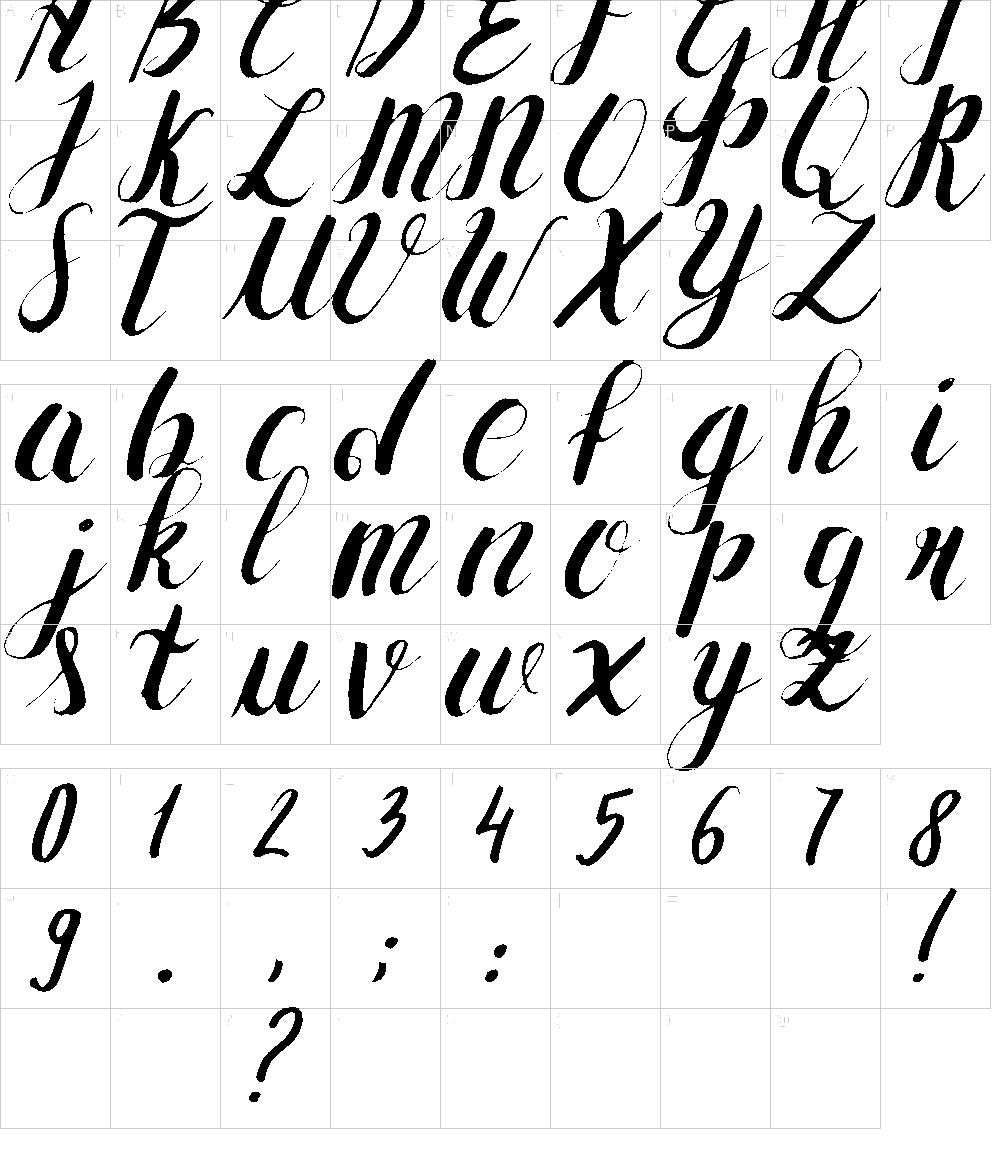 A B C D E F G H I
J K L M N O P Q R
S T U V W X Y Z
a b c d e f g h i
j k l m n o p q r
s t u v w x y z
0 1 2 3 4 5 6 7 8
9 . , ; : !
?